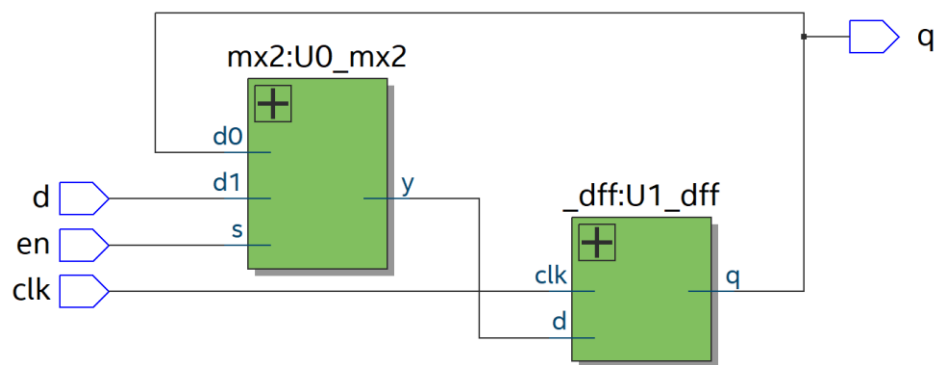 q
mx2:U0_mx2
d0
d
d1
y
_dff:U1_dff
en
s
clk
clk
q
d